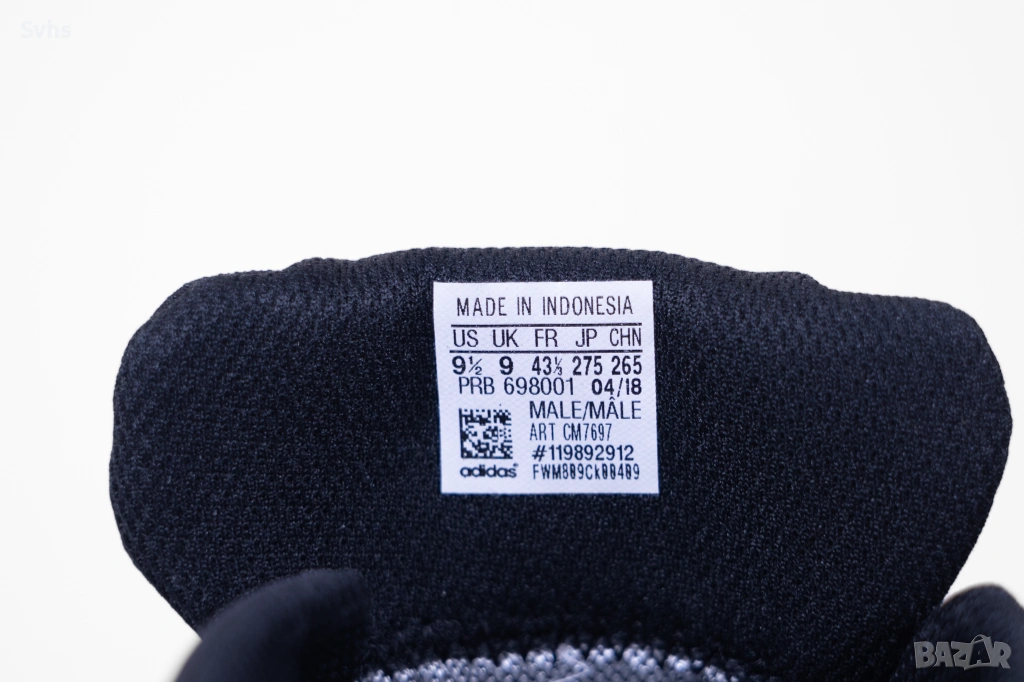 Svhs
MADE IN INDONESIA
US UK FR JP CHN
9½ 9 43⅓ 275 265
PRB 698001 04/18
MALE/MÂLE
ART CM7697
#119892912
adidas FWM809Ck00409
BAZAR